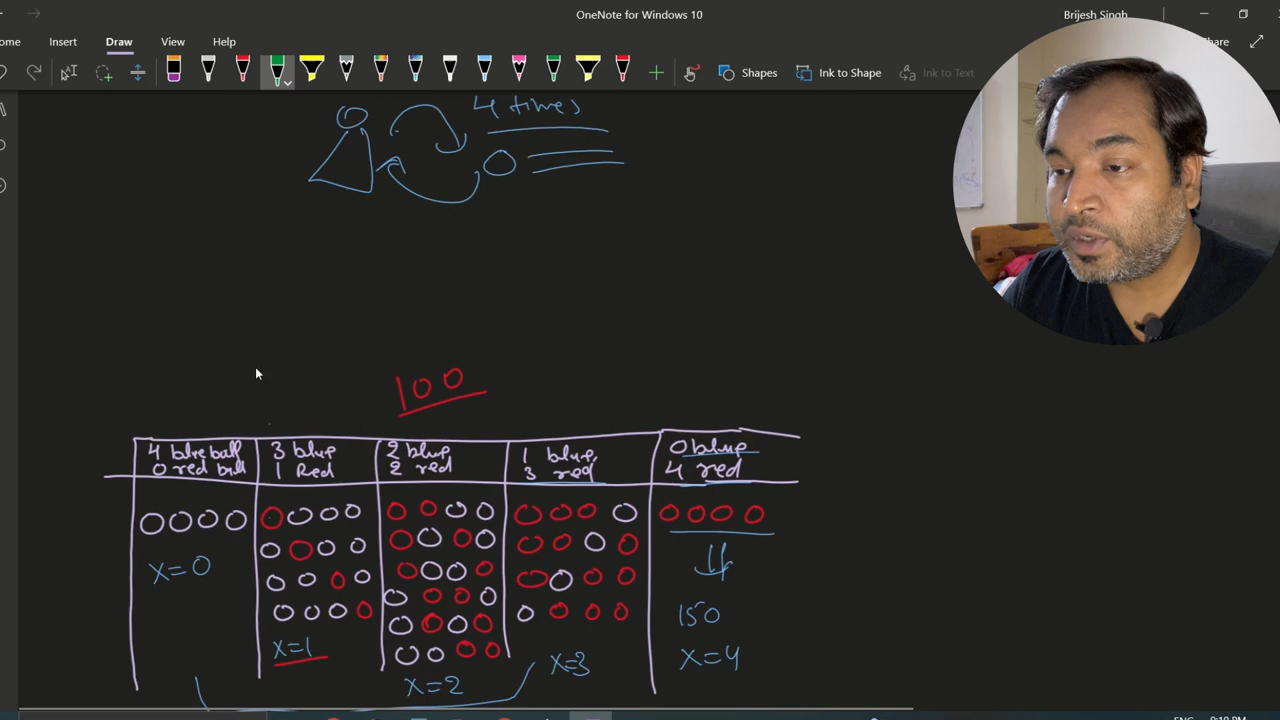 OneNote for Windows 10
Brijesh Singh
ome Insert Draw View Help
hare
Shapes
Ink to Shape
Ink to Text
4 times
100
4 blue ball
0 red ball
3 blue
1 Red
2 blue,
2 red
1 blue,
3 red
0 blue
4 red
x=0
x=1
x=2
x=3
150
x=4
ENG